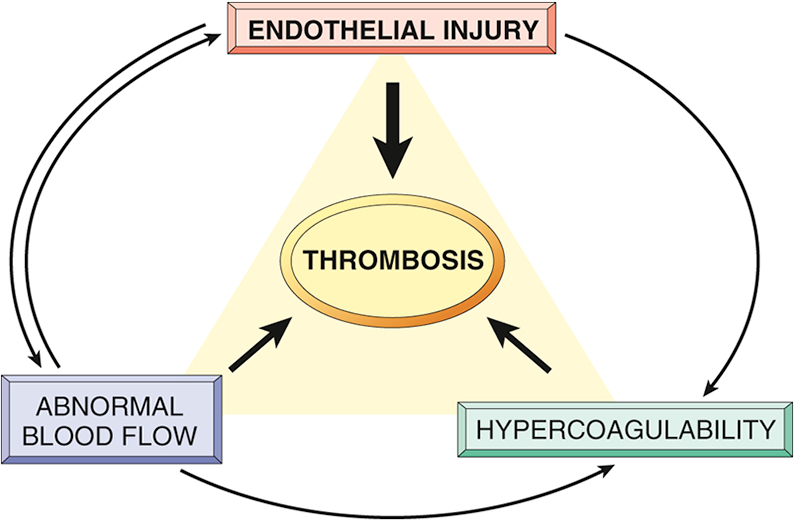 ENDOTHELIAL INJURY
THROMBOSIS
ABNORMAL
BLOOD FLOW
HYPERCOAGULABILITY